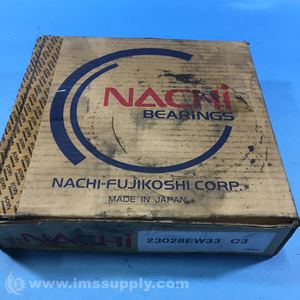 NACHI
BEARINGS
NACHI-FUJIKOSHI CORP.
MADE IN JAPAN
NACHI
23028EW33 C3
© www.imssupply.com